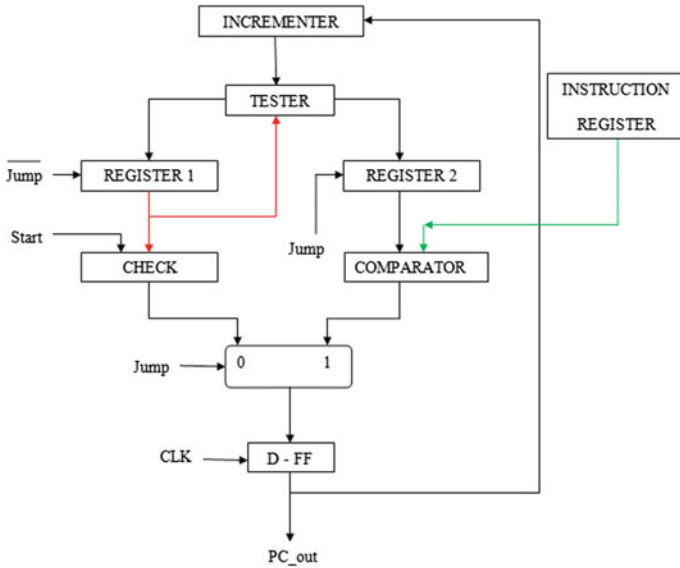 INCREMENTER
TESTER
INSTRUCTION
REGISTER
Jump
REGISTER 1
REGISTER 2
Start
Jump
CHECK
COMPARATOR
0
1
Jump
CLK
D - FF
PC_out